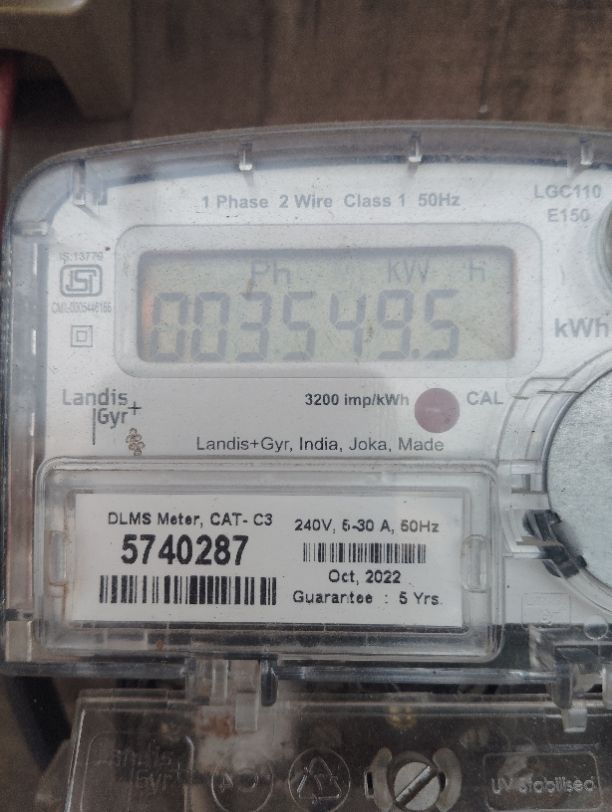 1 Phase 2 Wire Class 1 50Hz
LGC110
E150
IS:13779
Ph kW h
003549.5
kWh
Landis
Gyr+
3200 imp/kWh
CAL
Landis+Gyr, India, Joka, Made
DLMS Meter, CAT- C3
5740287
240V, 5-30 A, 50Hz
Oct, 2022
Guarantee : 5 Yrs.
UV stabilised